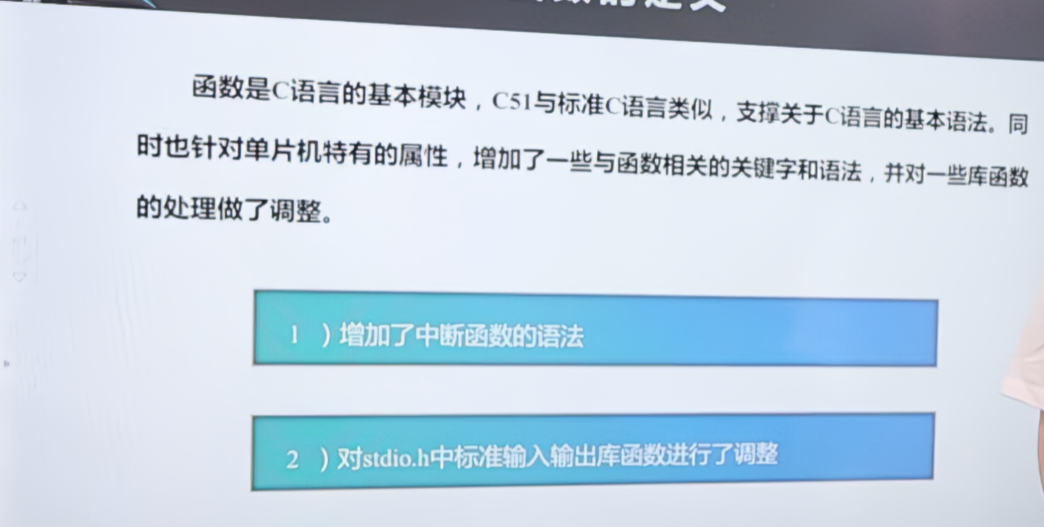 函数是C语言的基本模块，C51与标准C语言类似，支撑关于C语言的基本语法。同
时也针对单片机特有的属性，增加了一些与函数相关的关键字和语法，并对一些库函数
的处理做了调整。
1 ）增加了中断函数的语法
2 ）对stdio.h中标准输入输出库函数进行了调整